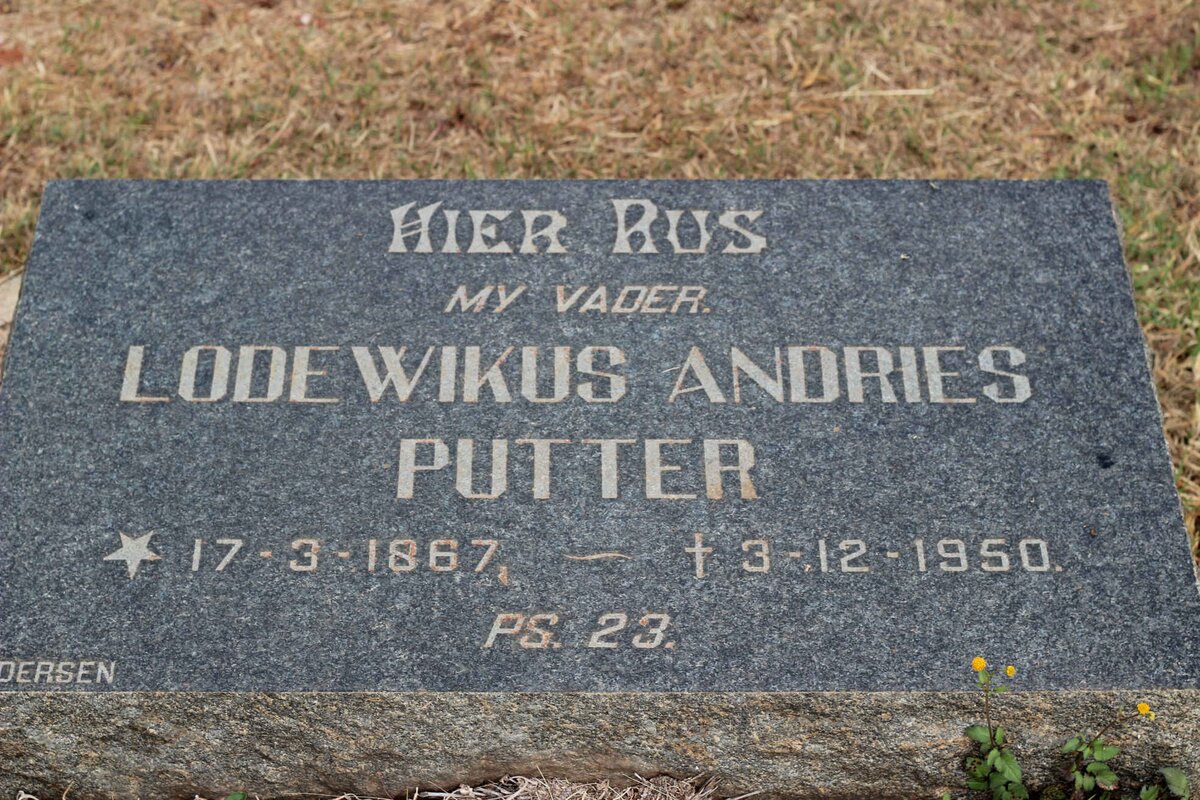 HIER RUS
MY VADER.
LODEWIKUS ANDRIES
PUTTER
17-3-1867, ~ † 3-12-1950.
PS. 23.
DERSEN